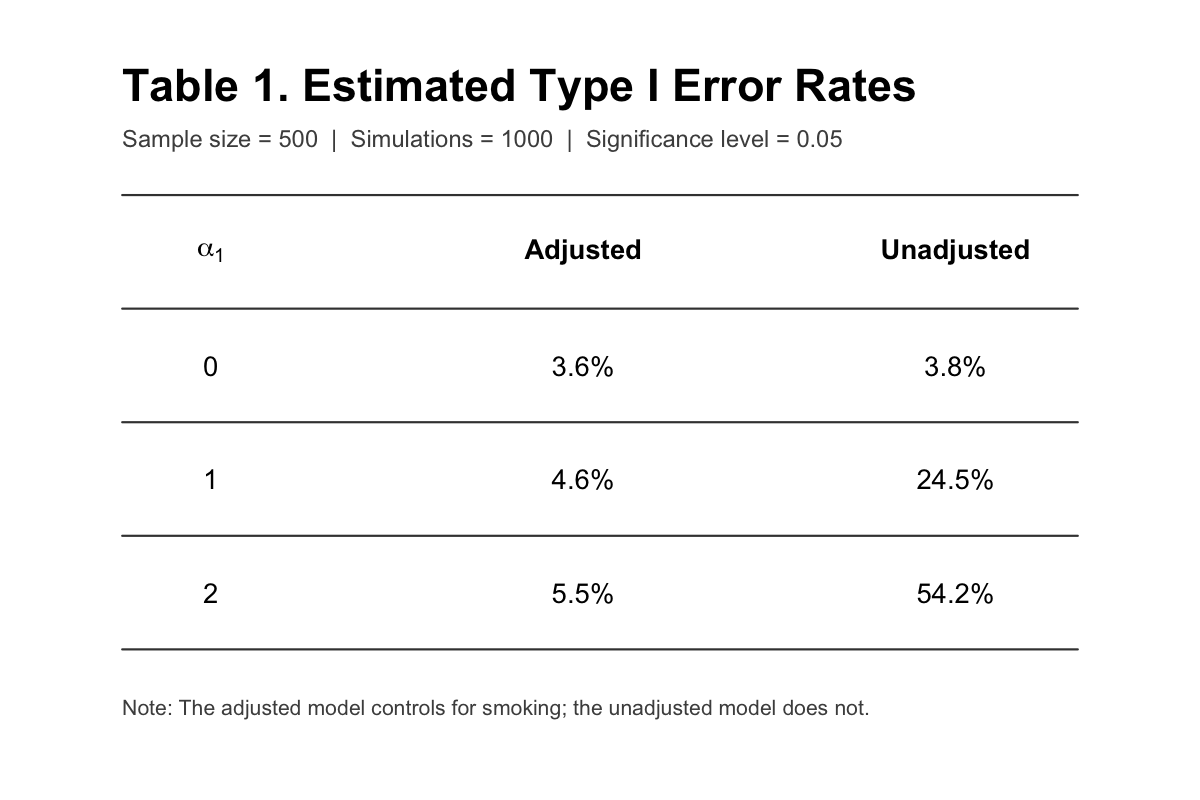 Table 1. Estimated Type I Error Rates
Sample size = 500 | Simulations = 1000 | Significance level = 0.05
α₁ Adjusted Unadjusted
0 3.6% 3.8%
1 4.6% 24.5%
2 5.5% 54.2%
Note: The adjusted model controls for smoking; the unadjusted model does not.